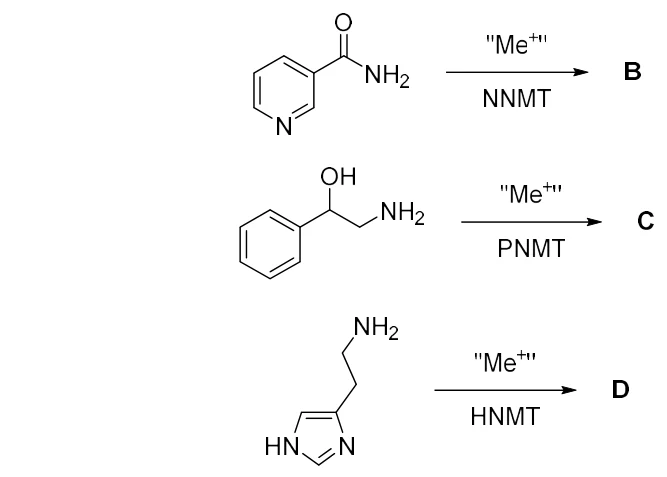 O
NH2
N
"Me+"
NNMT
B
OH
NH2
"Me+"
PNMT
C
NH2
HN
N
"Me+"
HNMT
D